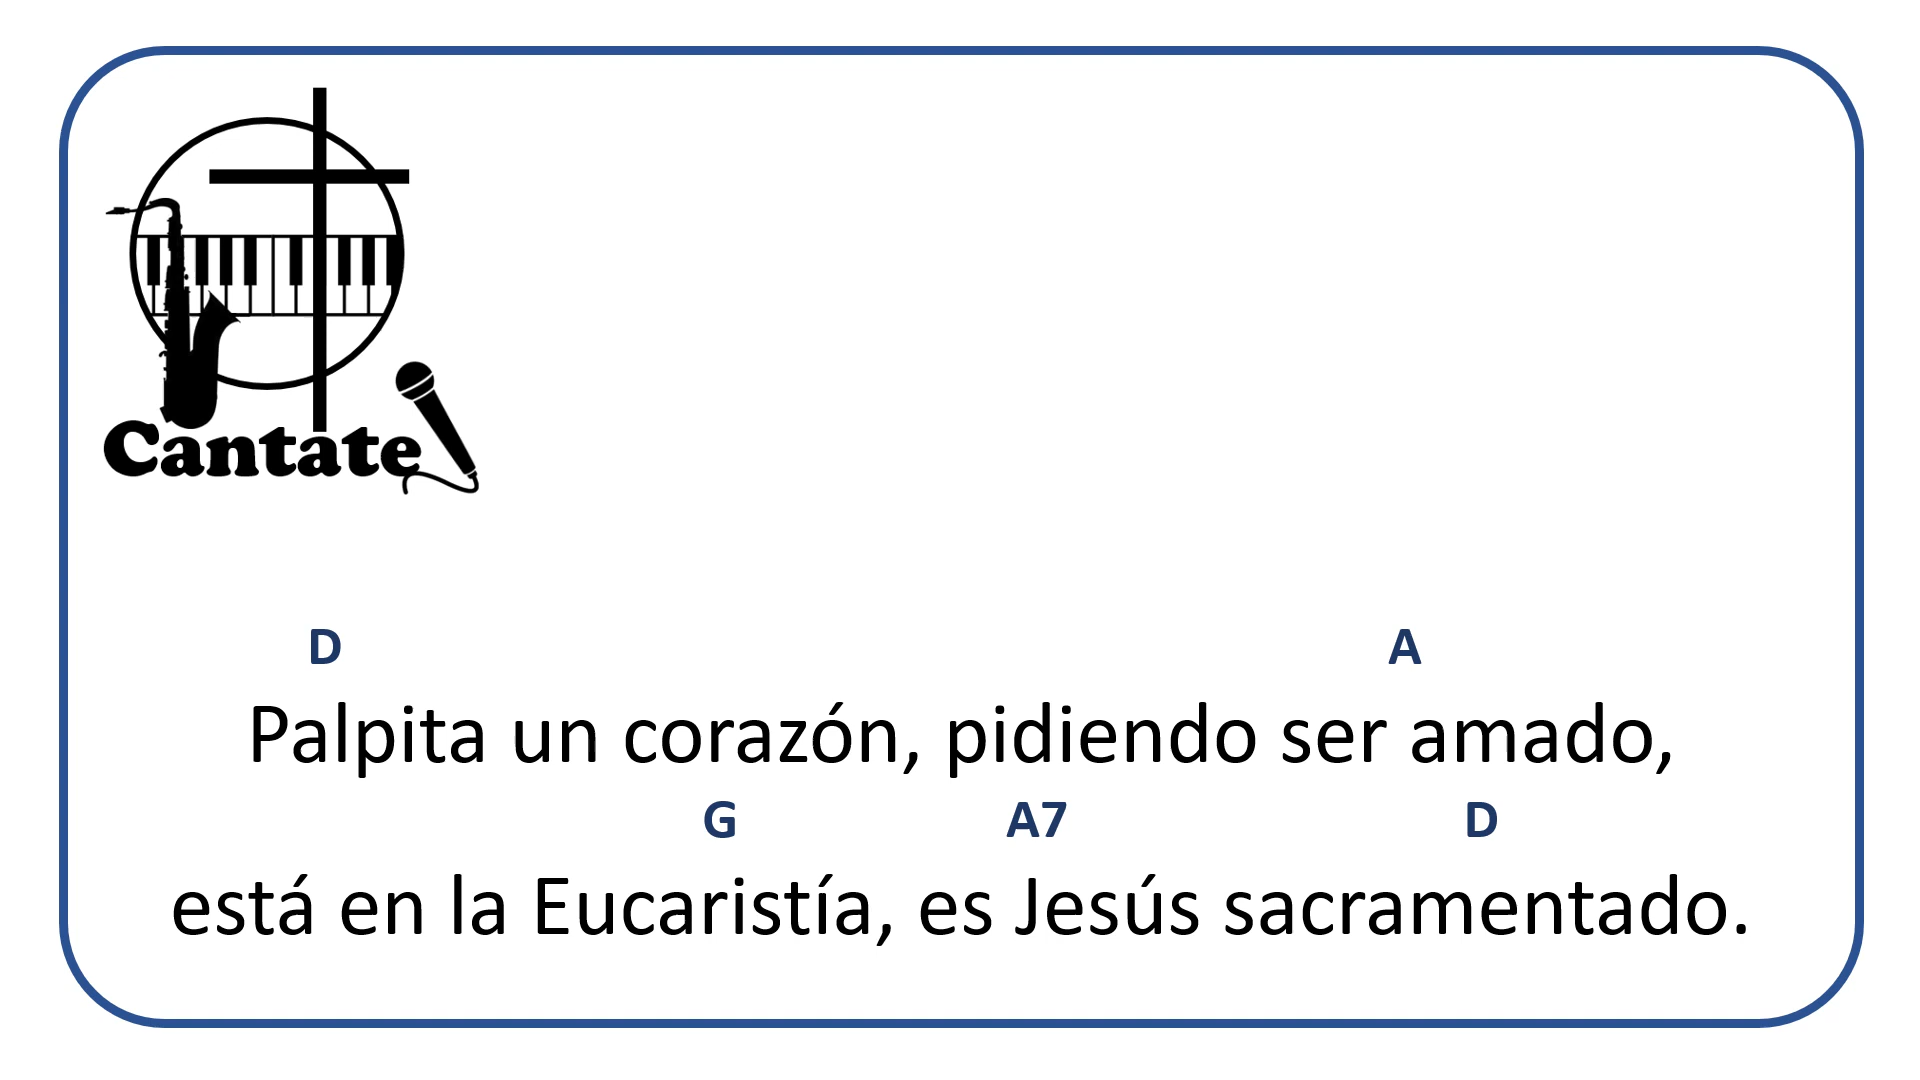 Cantate
D A
Palpita un corazón, pidiendo ser amado,
G A7 D
está en la Eucaristía, es Jesús sacramentado.